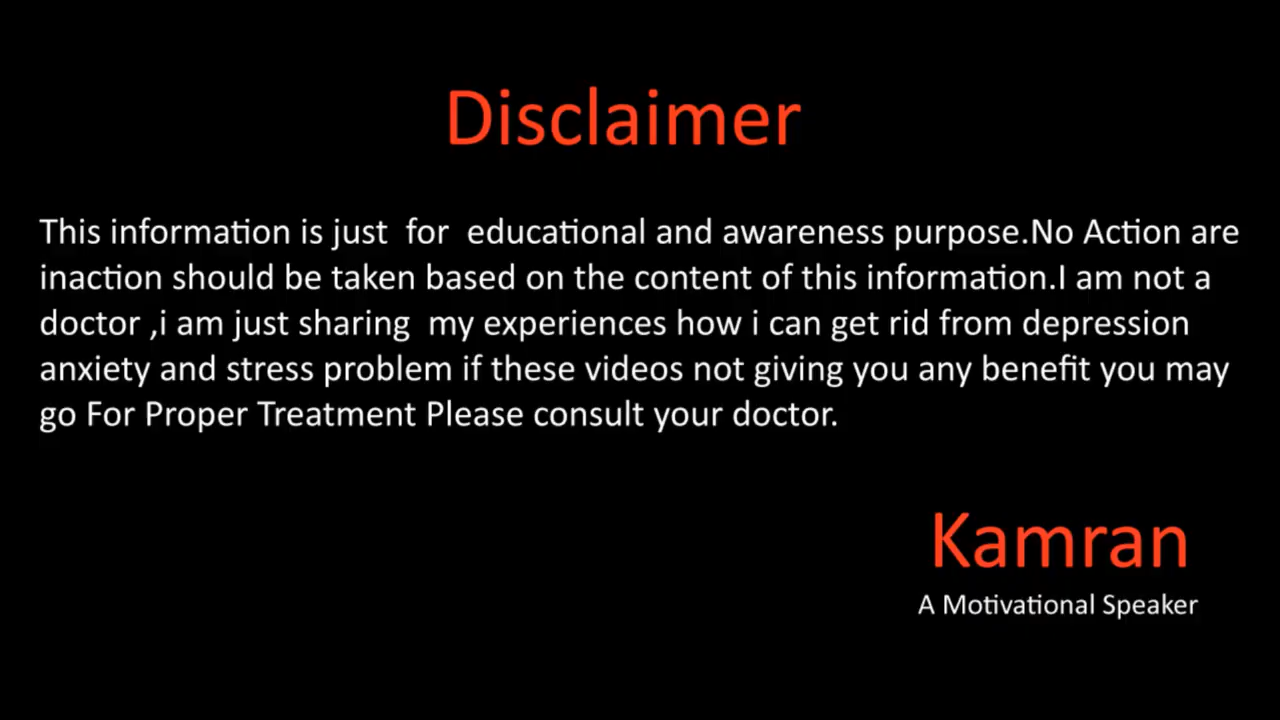 Disclaimer
This information is just  for  educational and awareness purpose.No Action are
inaction should be taken based on the content of this information.I am not a
doctor ,i am just sharing  my experiences how i can get rid from depression
anxiety and stress problem if these videos not giving you any benefit you may
go For Proper Treatment Please consult your doctor.
Kamran
A Motivational Speaker